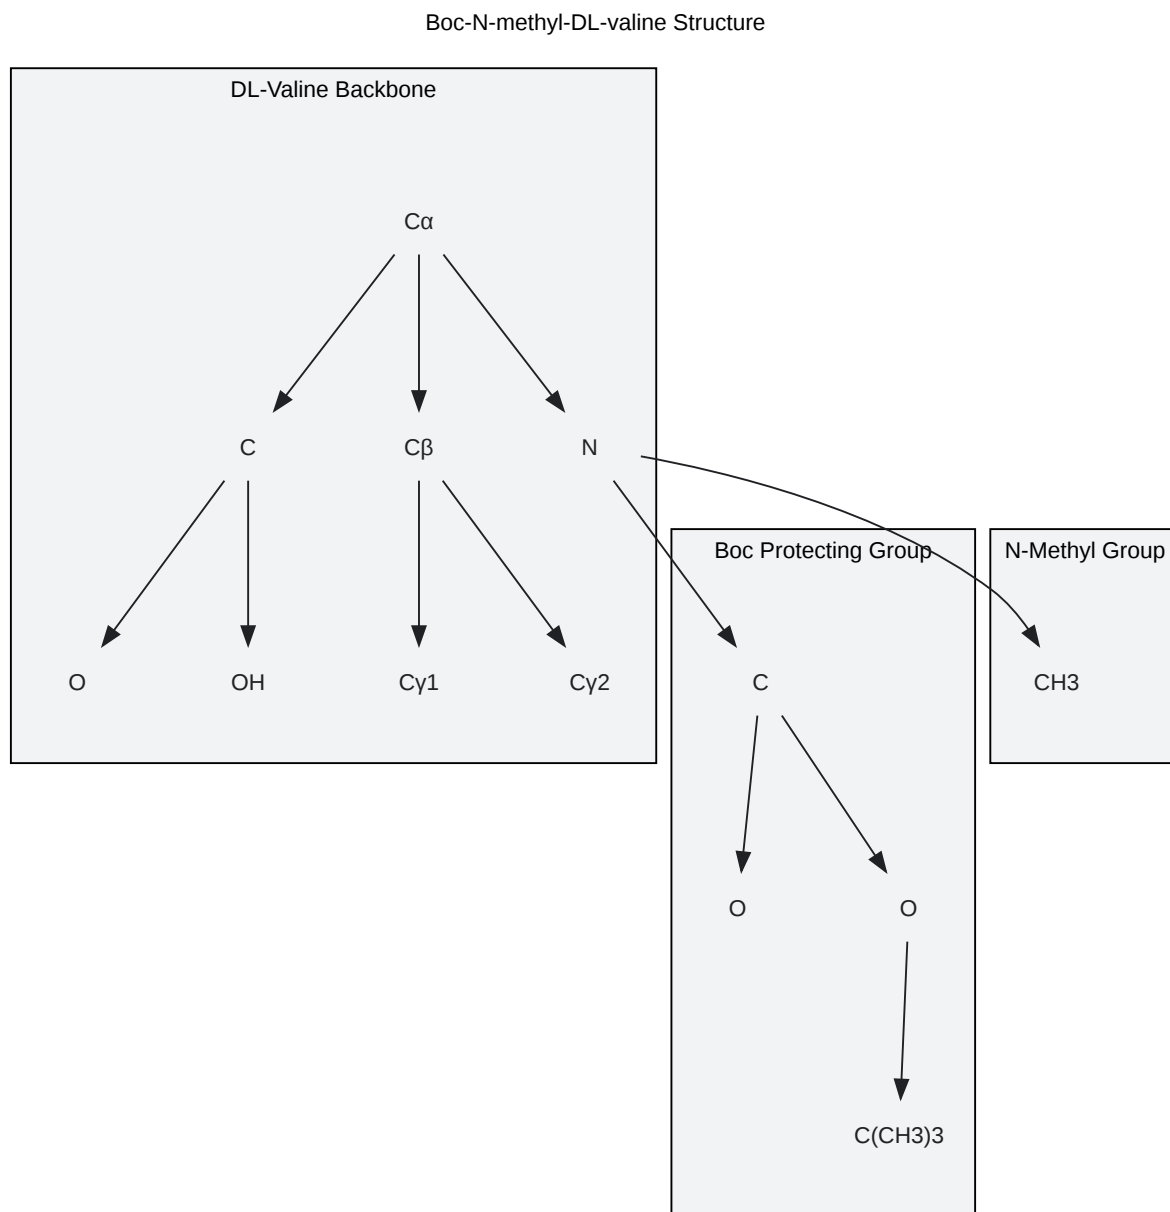 Boc-N-methyl-DL-valine Structure
DL-Valine Backbone
Cα
C
Cβ
N
Boc Protecting Group
N-Methyl Group
O
OH
Cγ1
Cγ2
C
CH3
O
O
C(CH3)3